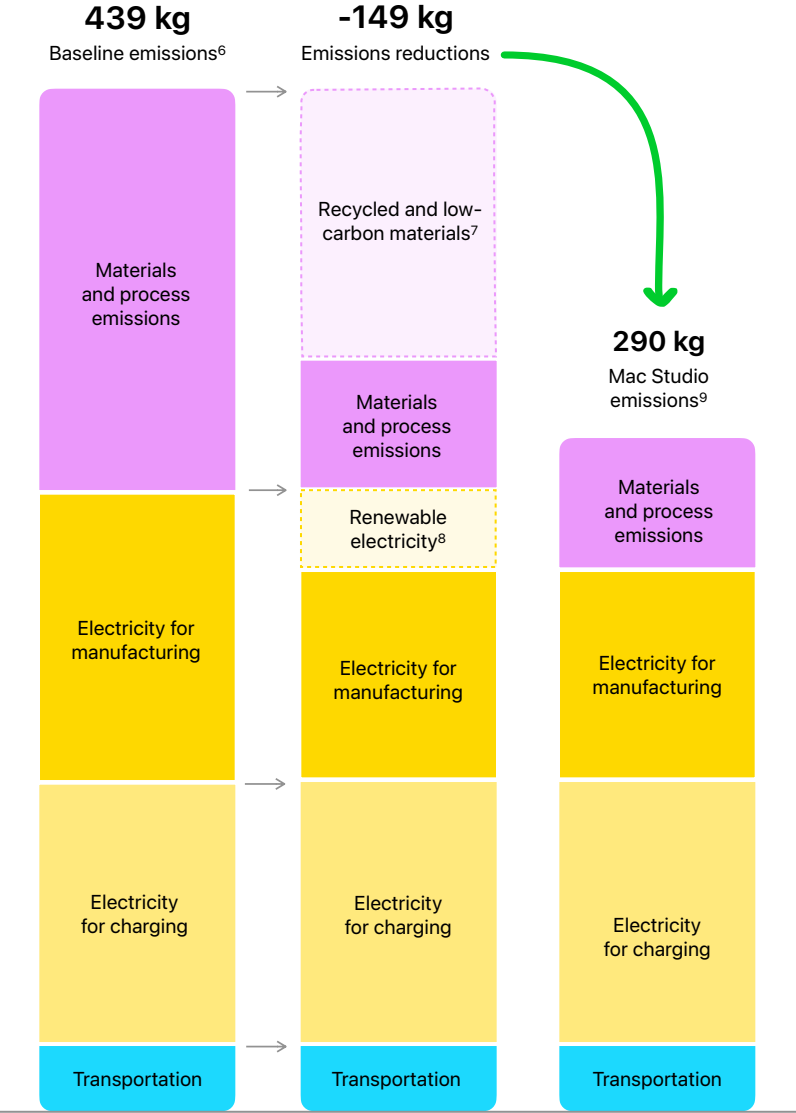 439 kg
Baseline emissions⁶
-149 kg
Emissions reductions
Materials
and process
emissions
Electricity for
manufacturing
Electricity
for charging
Transportation
Recycled and low-
carbon materials⁷
Materials
and process
emissions
Renewable
electricity⁸
Electricity for
manufacturing
Electricity
for charging
Transportation
290 kg
Mac Studio
emissions⁹
Materials
and process
emissions
Electricity for
manufacturing
Electricity
for charging
Transportation